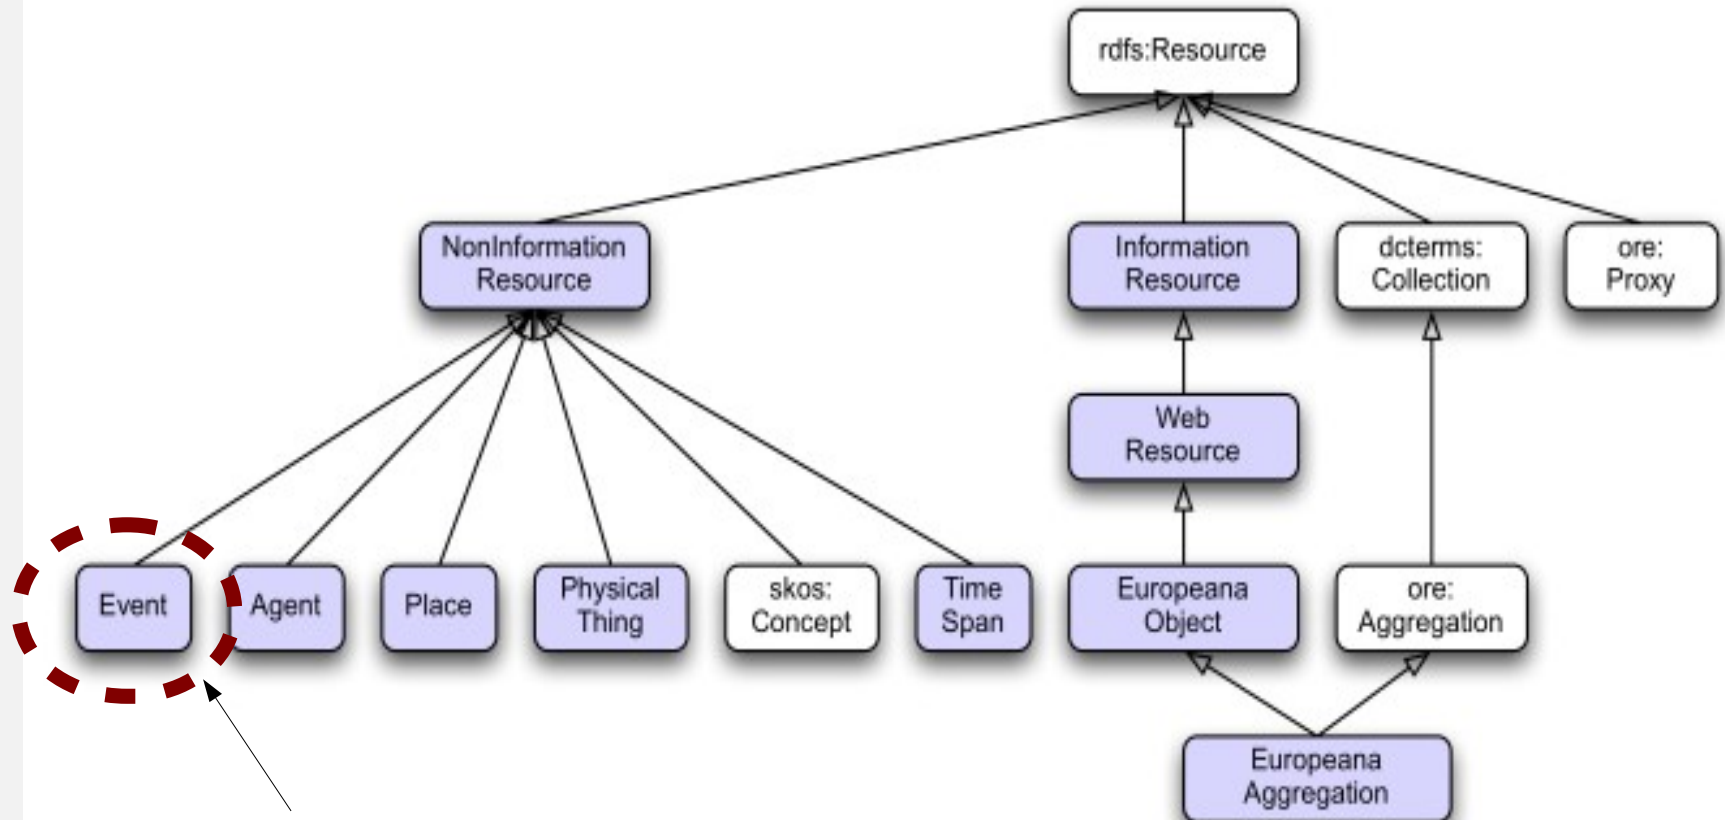 rdfs:Resource
NonInformation
Resource
Information
Resource
dcterms:
Collection
ore:
Proxy
Web
Resource
Event
Agent
Place
Physical
Thing
skos:
Concept
Time
Span
Europeana
Object
ore:
Aggregation
Europeana
Aggregation